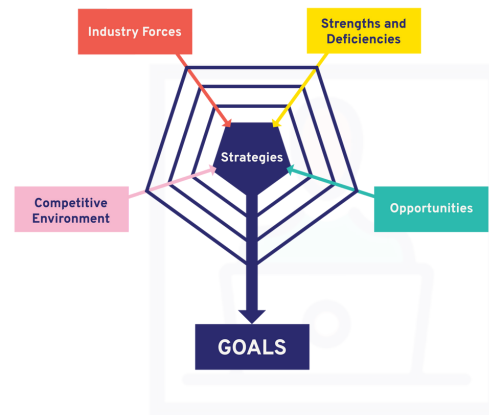 Industry Forces
Strengths and
Deficiencies
Strategies
Competitive
Environment
Opportunities
GOALS